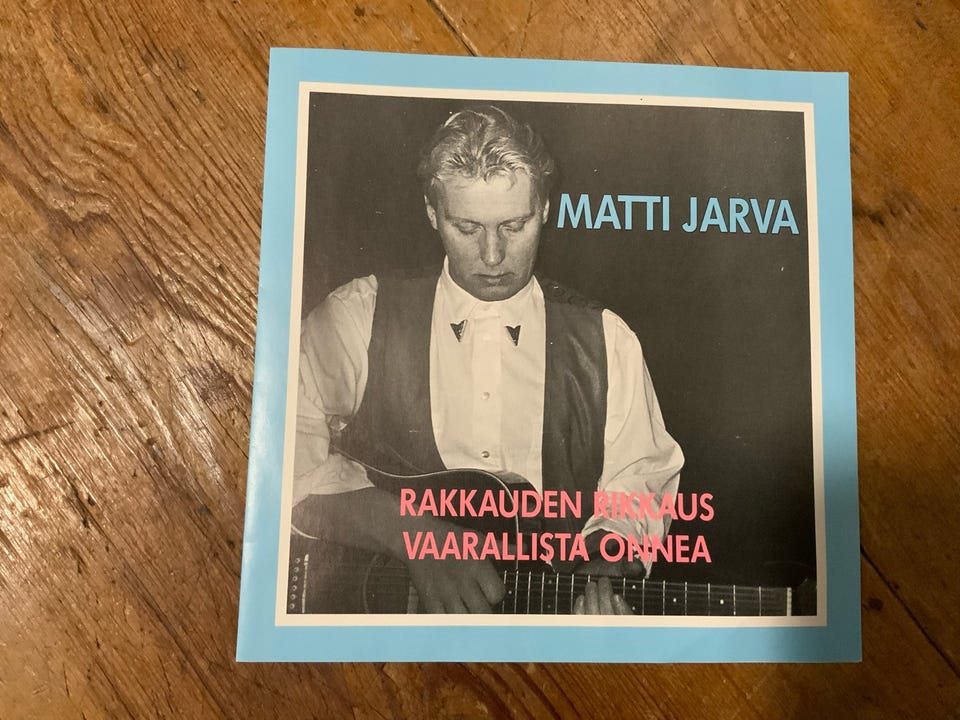 MATTI JARVA
RAKKAUDEN RIKKAUS
VAARALLISTA ONNEA